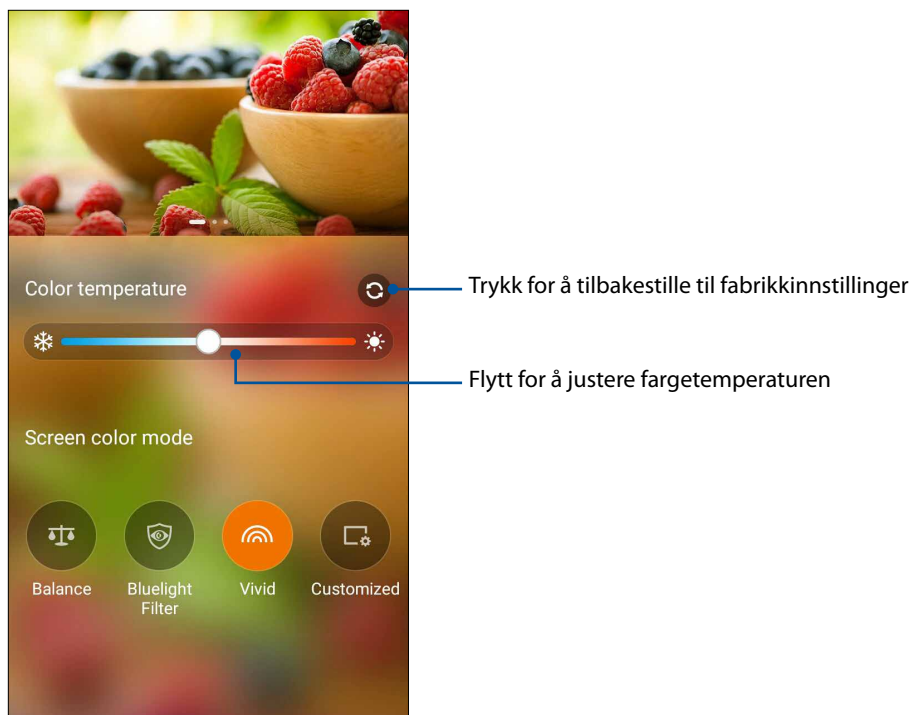 Color temperature
Trykk for å tilbakestille til fabrikkinnstillinger
Flytt for å justere fargetemperaturen
Screen color mode
Balance
Bluelight
Filter
Vivid
Customized